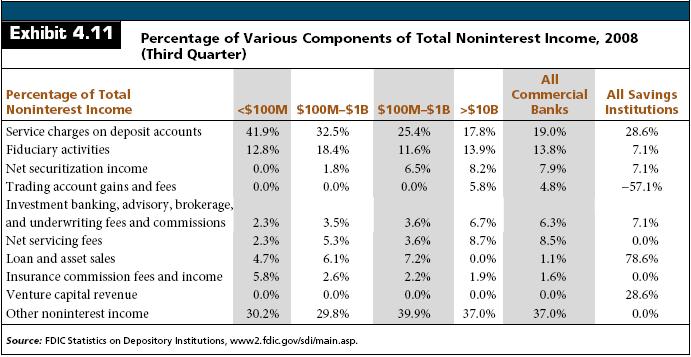 Exhibit 4.11
Percentage of Various Components of Total Noninterest Income, 2008
(Third Quarter)
All
Percentage of Total Commercial All Savings
Noninterest Income <$100M $100M–$1B $100M–$1B >$10B Banks Institutions
Service charges on deposit accounts 41.9% 32.5% 25.4% 17.8% 19.0% 28.6%
Fiduciary activities 12.8% 18.4% 11.6% 13.9% 13.8% 7.1%
Net securitization income 0.0% 1.8% 6.5% 8.2% 7.9% 7.1%
Trading account gains and fees 0.0% 0.0% 0.0% 5.8% 4.8% −57.1%
Investment banking, advisory, brokerage,
and underwriting fees and commissions 2.3% 3.5% 3.6% 6.7% 6.3% 7.1%
Net servicing fees 2.3% 5.3% 3.6% 8.7% 8.5% 0.0%
Loan and asset sales 4.7% 6.1% 7.2% 0.0% 1.1% 78.6%
Insurance commission fees and income 5.8% 2.6% 2.2% 1.9% 1.6% 0.0%
Venture capital revenue 0.0% 0.0% 0.0% 0.0% 0.0% 28.6%
Other noninterest income 30.2% 29.8% 39.9% 37.0% 37.0% 0.0%
Source: FDIC Statistics on Depository Institutions, www2.fdic.gov/sdi/main.asp.